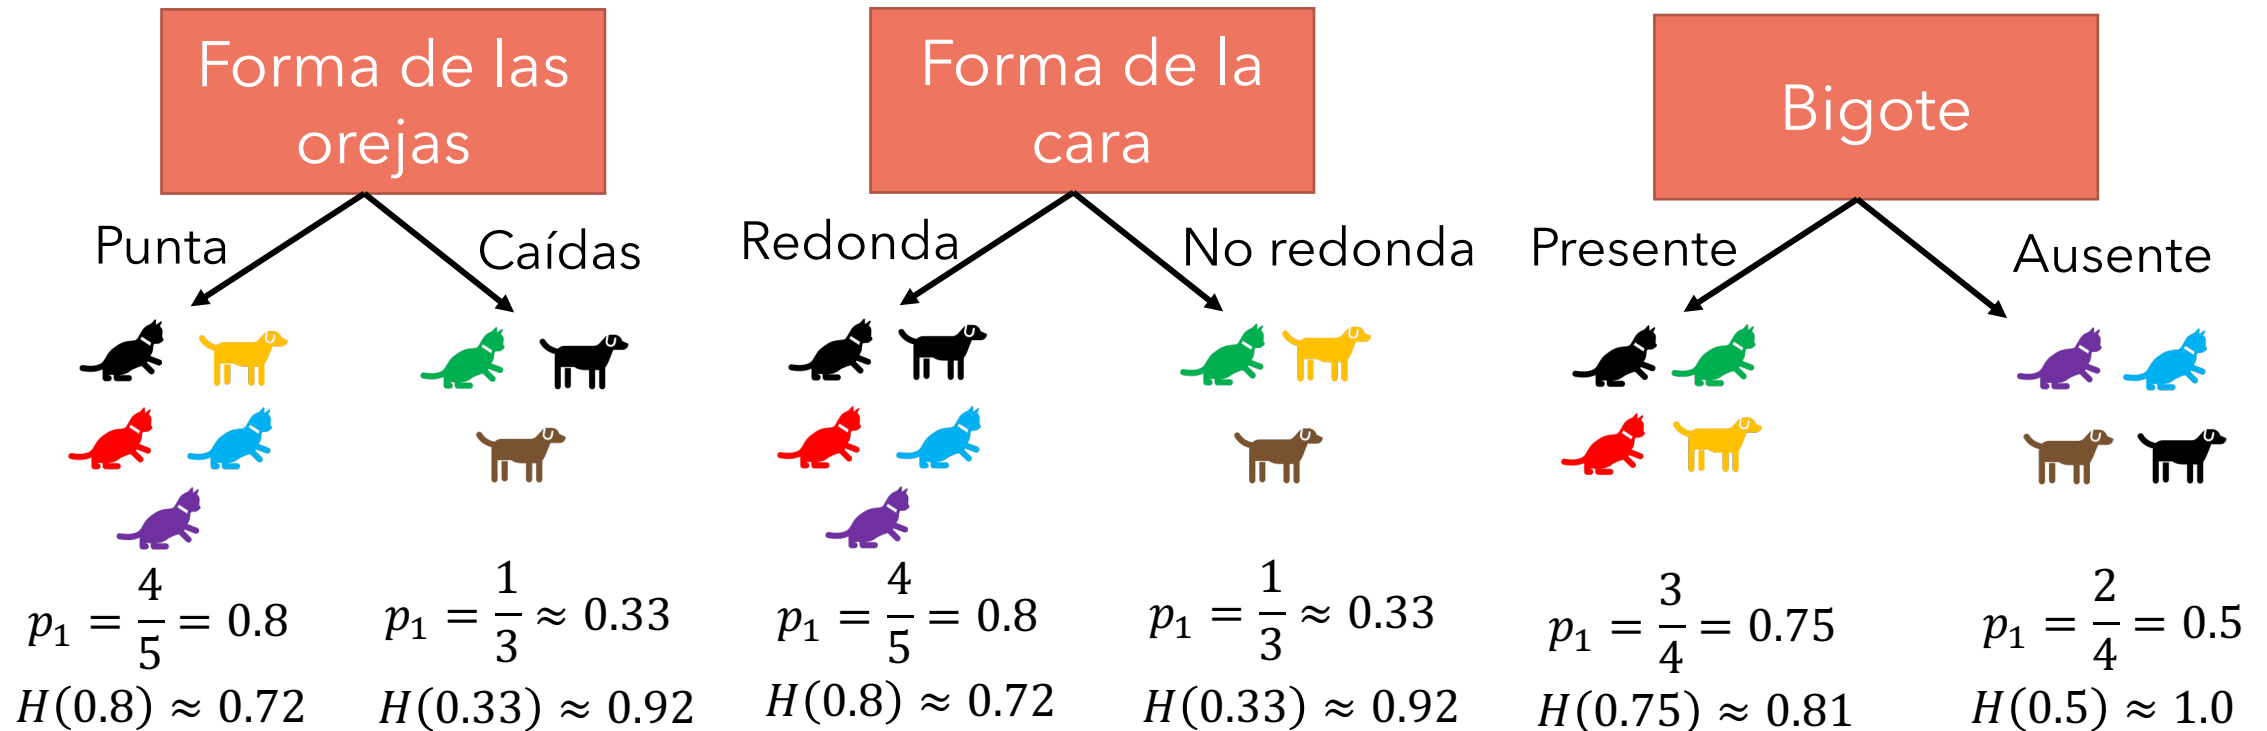 Forma de las
orejas
Punta
Caídas
p₁ = 4/5 = 0.8
H(0.8) ≈ 0.72
p₁ = 1/3 ≈ 0.33
H(0.33) ≈ 0.92
Forma de la
cara
Redonda
No redonda
p₁ = 4/5 = 0.8
H(0.8) ≈ 0.72
p₁ = 1/3 ≈ 0.33
H(0.33) ≈ 0.92
Bigote
Presente
Ausente
p₁ = 3/4 = 0.75
H(0.75) ≈ 0.81
p₁ = 2/4 = 0.5
H(0.5) ≈ 1.0